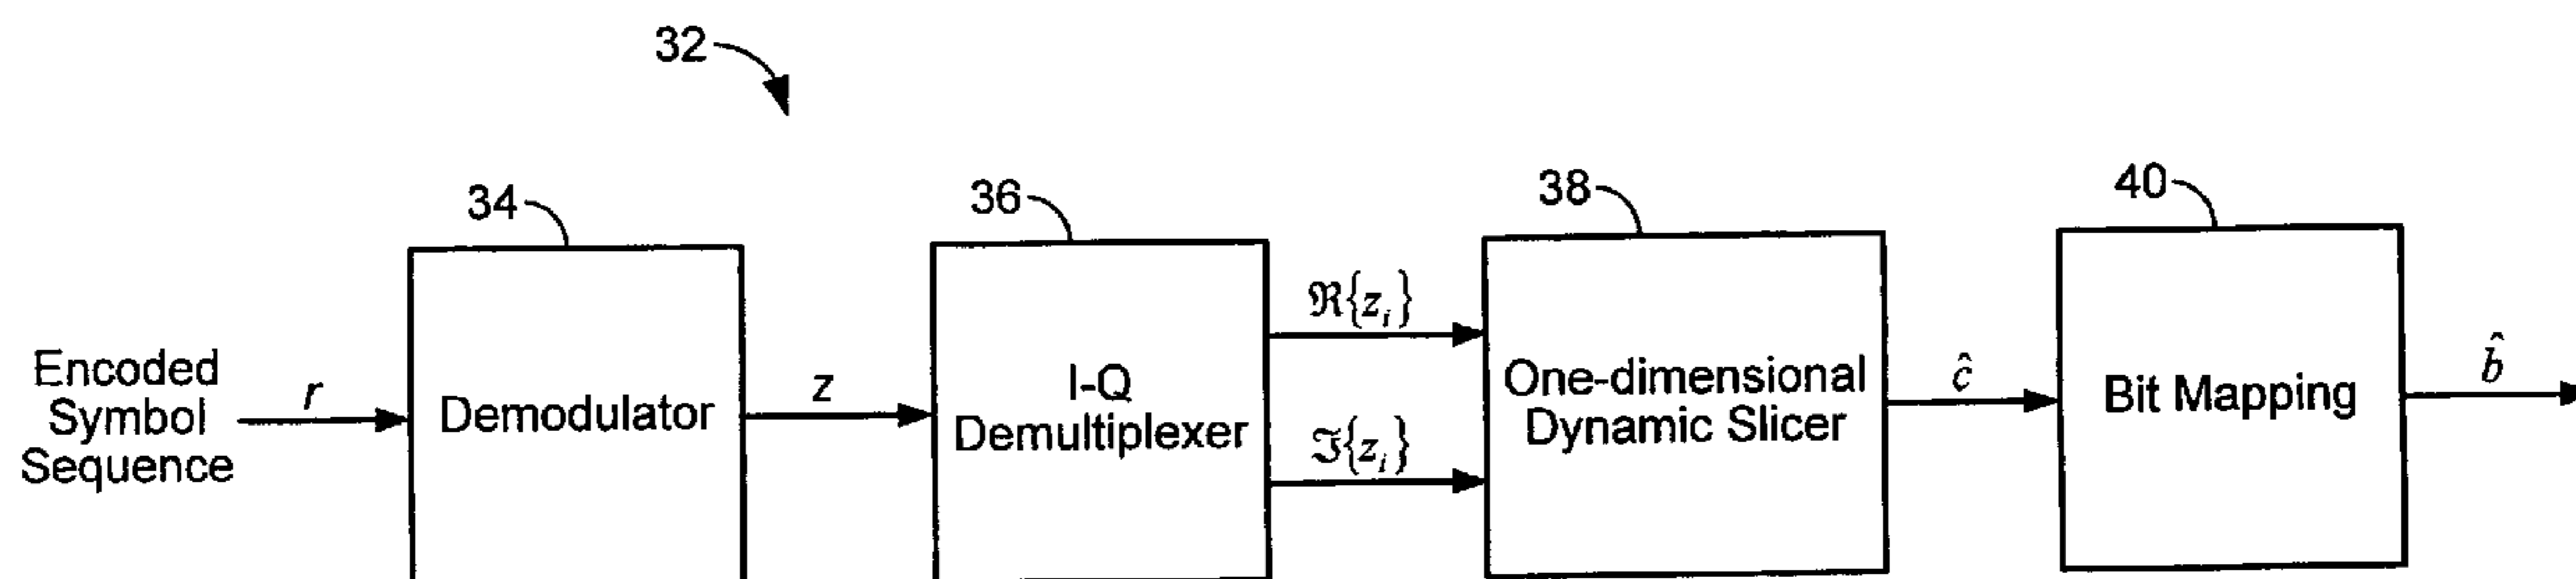 32
34
36
38
40
Encoded
Symbol
Sequence
r
Demodulator
z
I-Q
Demultiplexer
ℜ{z_i}
ℑ{z_i}
One-dimensional
Dynamic Slicer
ĉ
Bit Mapping
b̂